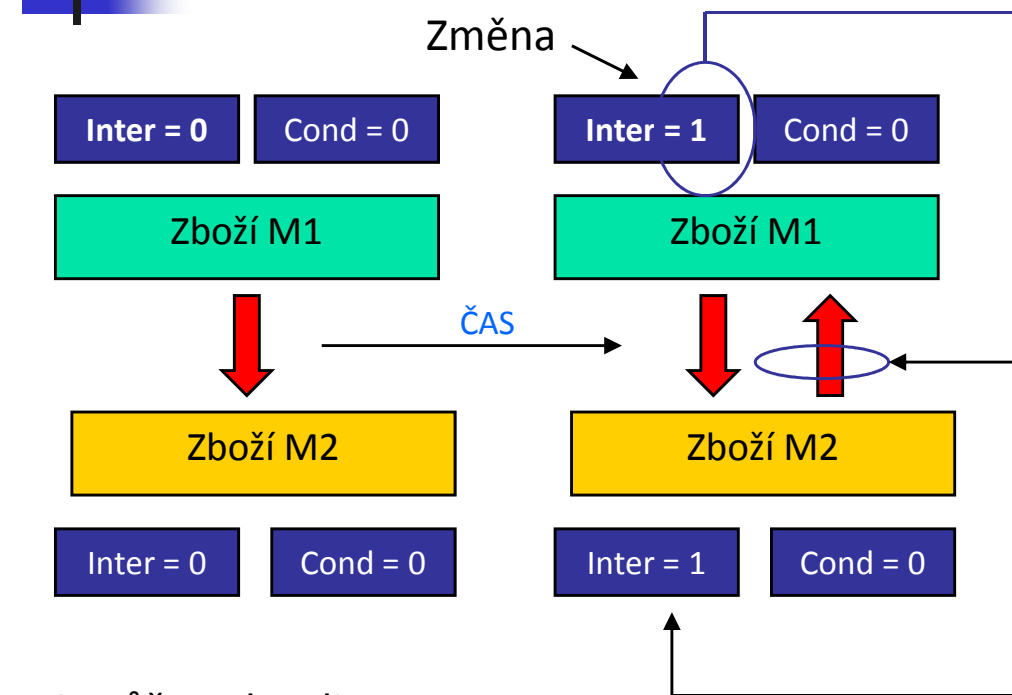 Změna
Inter = 0
Cond = 0
Inter = 1
Cond = 0
Zboží M1
Zboží M1
ČAS
Zboží M2
Zboží M2
Inter = 0
Cond = 0
Inter = 1
Cond = 0